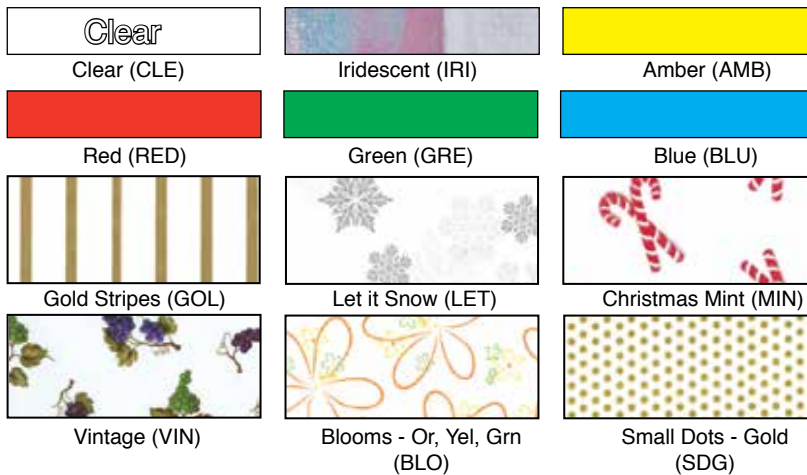 Clear
Clear (CLE)
Iridescent (IRI)
Amber (AMB)
Red (RED)
Green (GRE)
Blue (BLU)
Gold Stripes (GOL)
Let it Snow (LET)
Christmas Mint (MIN)
Vintage (VIN)
Blooms - Or, Yel, Grn
(BLO)
Small Dots - Gold
(SDG)